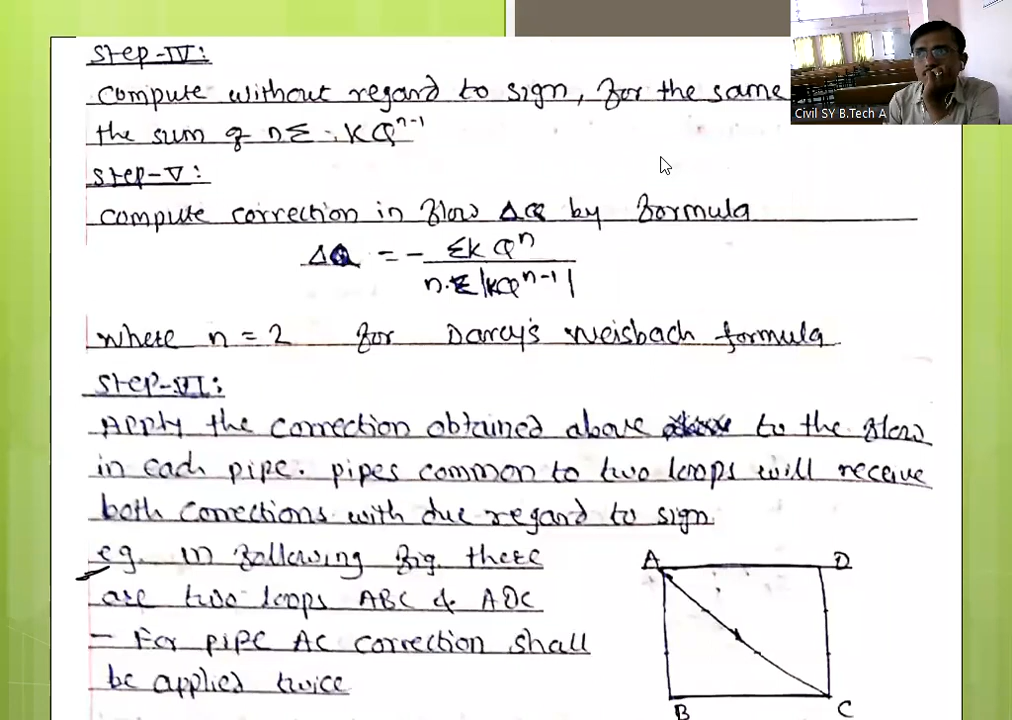 Step-IV:
compute without regard to sign, for the same
the sum of n Σ KQ^n-1
Step-V:
compute correction in flow ΔQ by formula
ΔQ = - ΣKQ^n / n.Σ|KQ^n-1|
where n = 2 for Darcy's Weisbach formula
Step-VI:
Apply the correction obtained above to the flow
in each pipe. pipes common to two loops will receive
both corrections with due regard to sign.
eg. in following fig. there
are two loops ABC & ADC
- For pipe AC correction shall
be applied twice
A D
B C
Civil SY B.Tech A